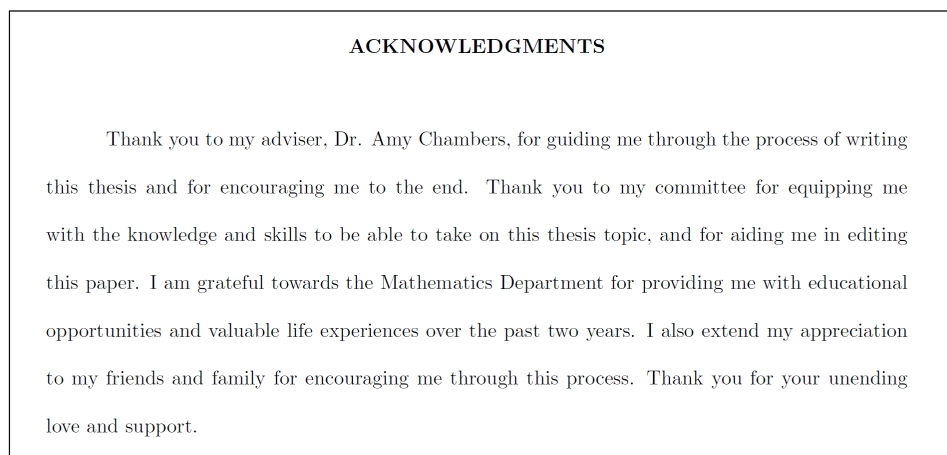 ACKNOWLEDGMENTS
Thank you to my adviser, Dr. Amy Chambers, for guiding me through the process of writing
this thesis and for encouraging me to the end. Thank you to my committee for equipping me
with the knowledge and skills to be able to take on this thesis topic, and for aiding me in editing
this paper. I am grateful towards the Mathematics Department for providing me with educational
opportunities and valuable life experiences over the past two years. I also extend my appreciation
to my friends and family for encouraging me through this process. Thank you for your unending
love and support.